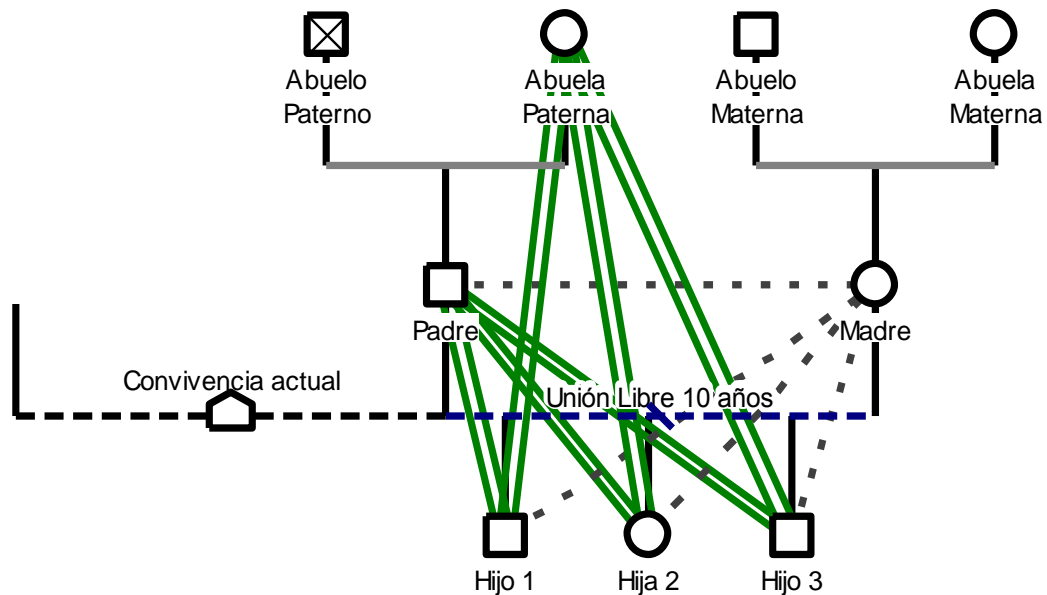 Abuelo
Paterno
Abuela
Paterna
Abuelo
Materna
Abuela
Materna
Padre
Madre
Convivencia actual
Unión Libre 10 años
Hijo 1
Hija 2
Hijo 3